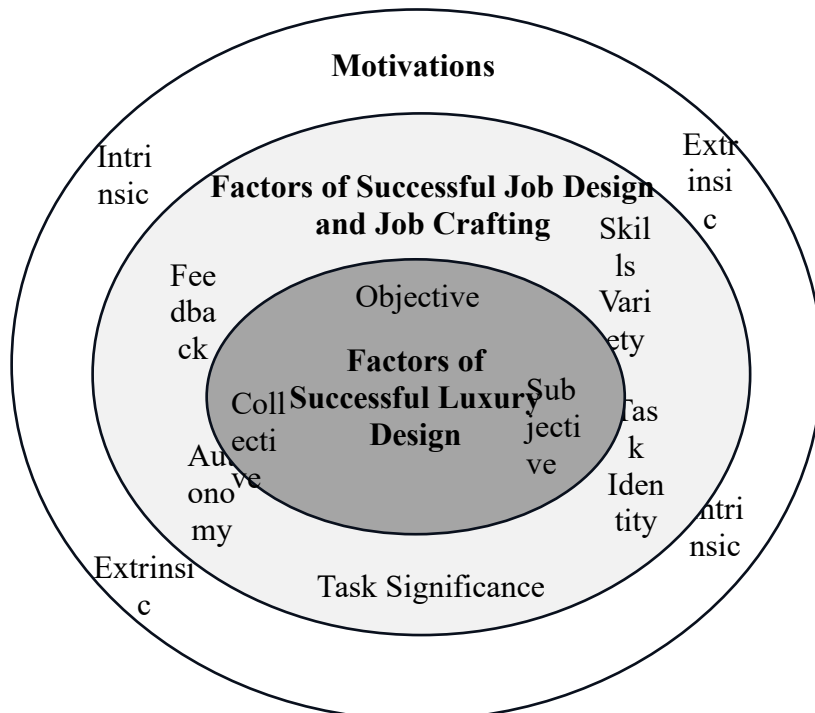 Motivations
Intri
nsic
Extr
insi
c
Factors of Successful Job Design
and Job Crafting
Skil
ls
Vari
ety
Fee
dba
ck
Objective
Factors of
Successful Luxury
Design
Coll
ecti
ve
Sub
jecti
ve
Tas
k
Iden
tity
Aut
ono
my
Intri
nsic
Extrinsi
c
Task Significance